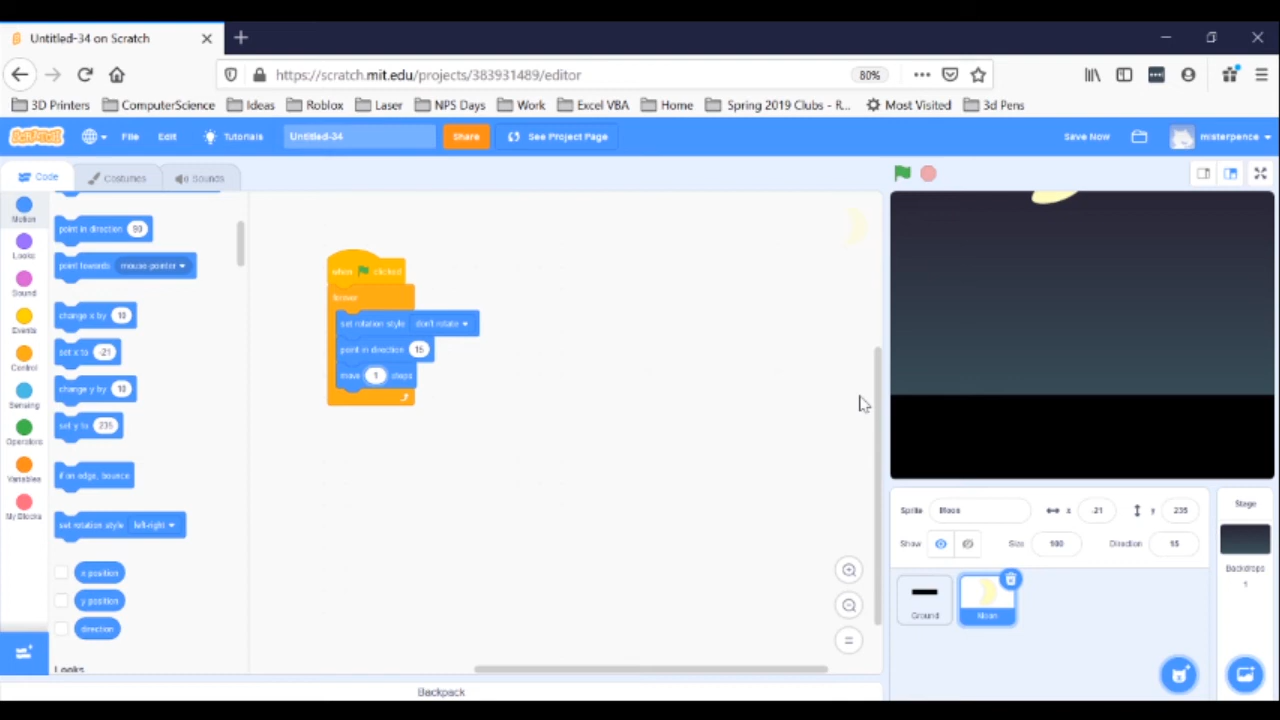 Untitled-34 on Scratch
https://scratch.mit.edu/projects/383931489/editor
80%
3D Printers
ComputerScience
Ideas
Roblox
Laser
NPS Days
Work
Excel VBA
Home
Spring 2019 Clubs - R...
Most Visited
3d Pens
SCRATCH
File
Edit
Tutorials
Untitled-34
Share
See Project Page
Save Now
misterpence
Code
Costumes
Sounds
Motion
Looks
Sound
Events
Control
Sensing
Operators
Variables
My Blocks
point in direction 90
point towards mouse-pointer
change x by 10
set x to -21
change y by 10
set y to 235
if on edge, bounce
set rotation style left-right
x position
y position
direction
Looks
when clicked
forever
set rotation style don't rotate
point in direction 15
move 1 steps
Sprite Moon
x -21
y 235
Show
Size 100
Direction 15
Ground
Moon
Stage
Backdrops
1
Backpack